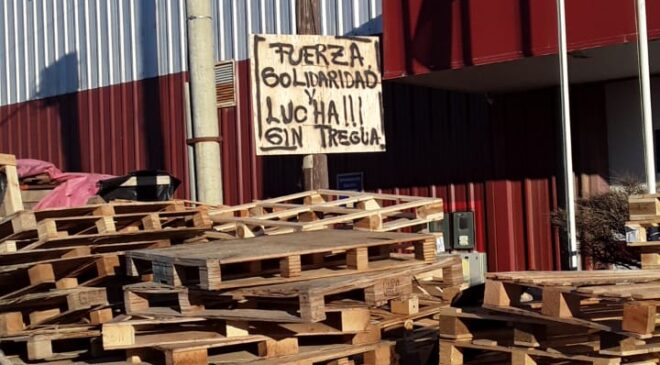 FUERZA,
SOLIDARIDAD
Y
LUCHA!!!
SIN TREGUA.